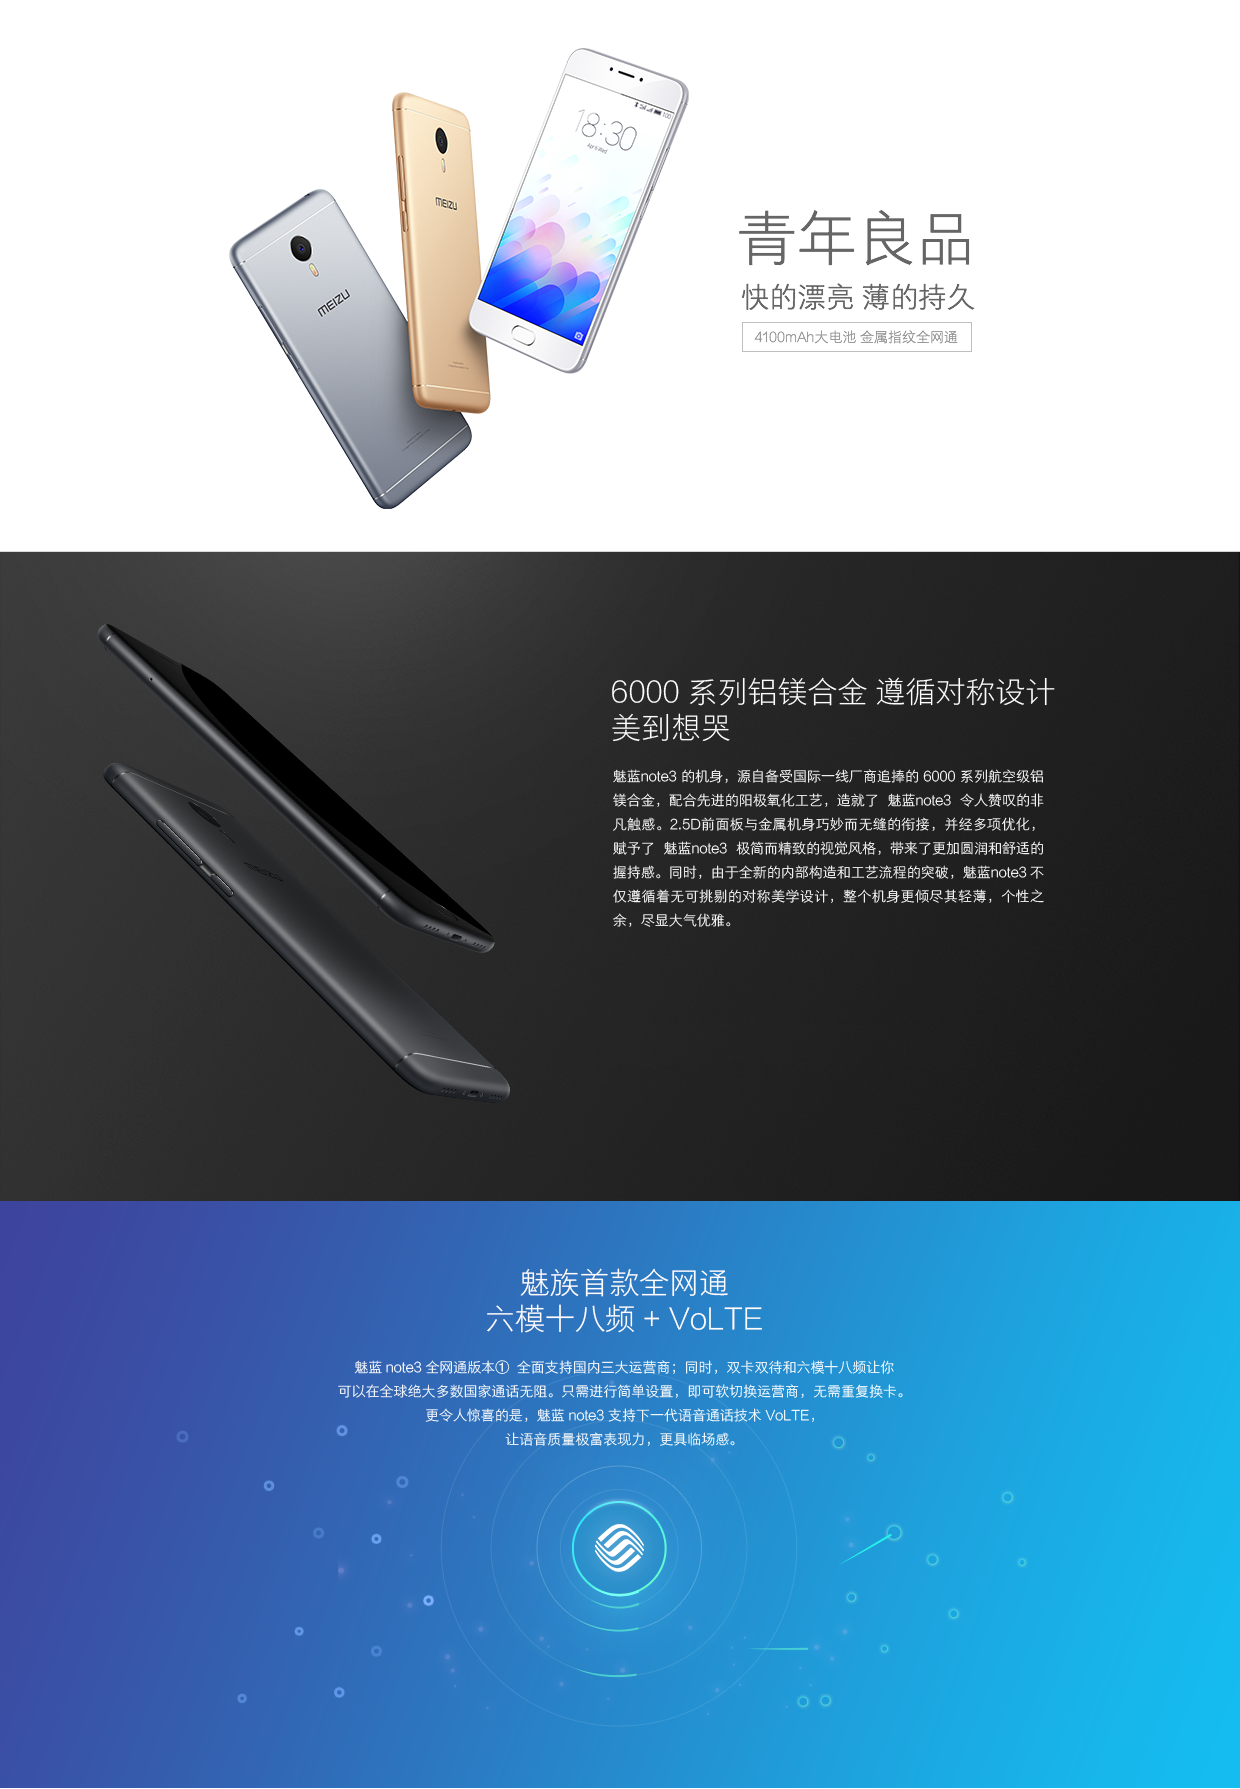 18:30
Apr 6 Wed
100
MEIZU
MEIZU
青年良品
快的漂亮 薄的持久
4100mAh大电池 金属指纹全网通
6000 系列铝镁合金 遵循对称设计
美到想哭
魅蓝note3 的机身，源自备受国际一线厂商追捧的 6000 系列航空级铝
镁合金，配合先进的阳极氧化工艺，造就了 魅蓝note3 令人赞叹的非
凡触感。2.5D前面板与金属机身巧妙而无缝的衔接，并经多项优化，
赋予了 魅蓝note3 极简而精致的视觉风格，带来了更加圆润和舒适的
握持感。同时，由于全新的内部构造和工艺流程的突破，魅蓝note3 不
仅遵循着无可挑剔的对称美学设计，整个机身更倾尽其轻薄，个性之
余，尽显大气优雅。
魅族首款全网通
六模十八频 + VoLTE
魅蓝 note3 全网通版本① 全面支持国内三大运营商；同时，双卡双待和六模十八频让你
可以在全球绝大多数国家通话无阻。只需进行简单设置，即可软切换运营商，无需重复换卡。
更令人惊喜的是，魅蓝 note3 支持下一代语音通话技术 VoLTE，
让语音质量极富表现力，更具临场感。